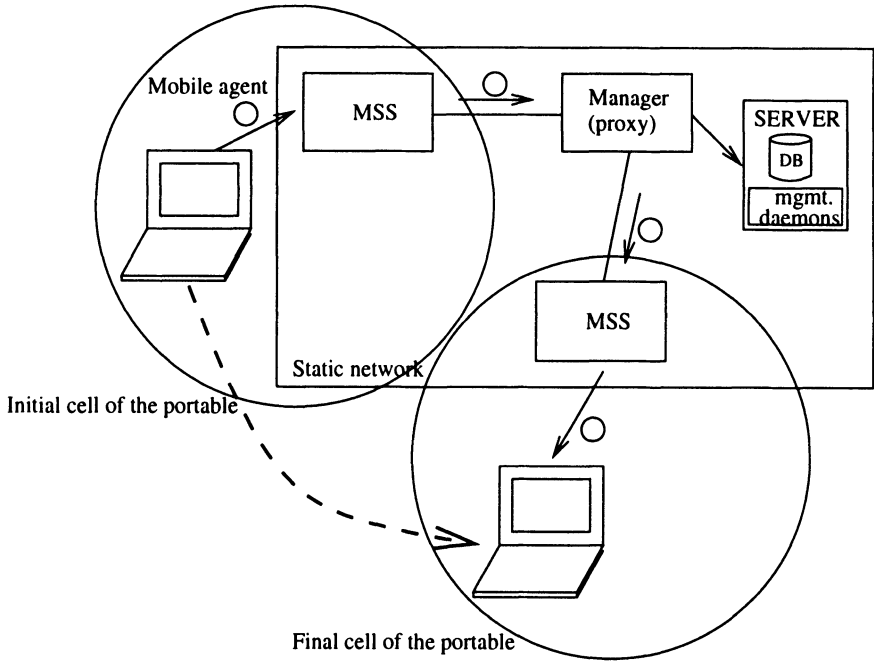 Mobile agent
MSS
Manager
(proxy)
SERVER
DB
mgmt.
daemons
MSS
Static network
Initial cell of the portable
Final cell of the portable